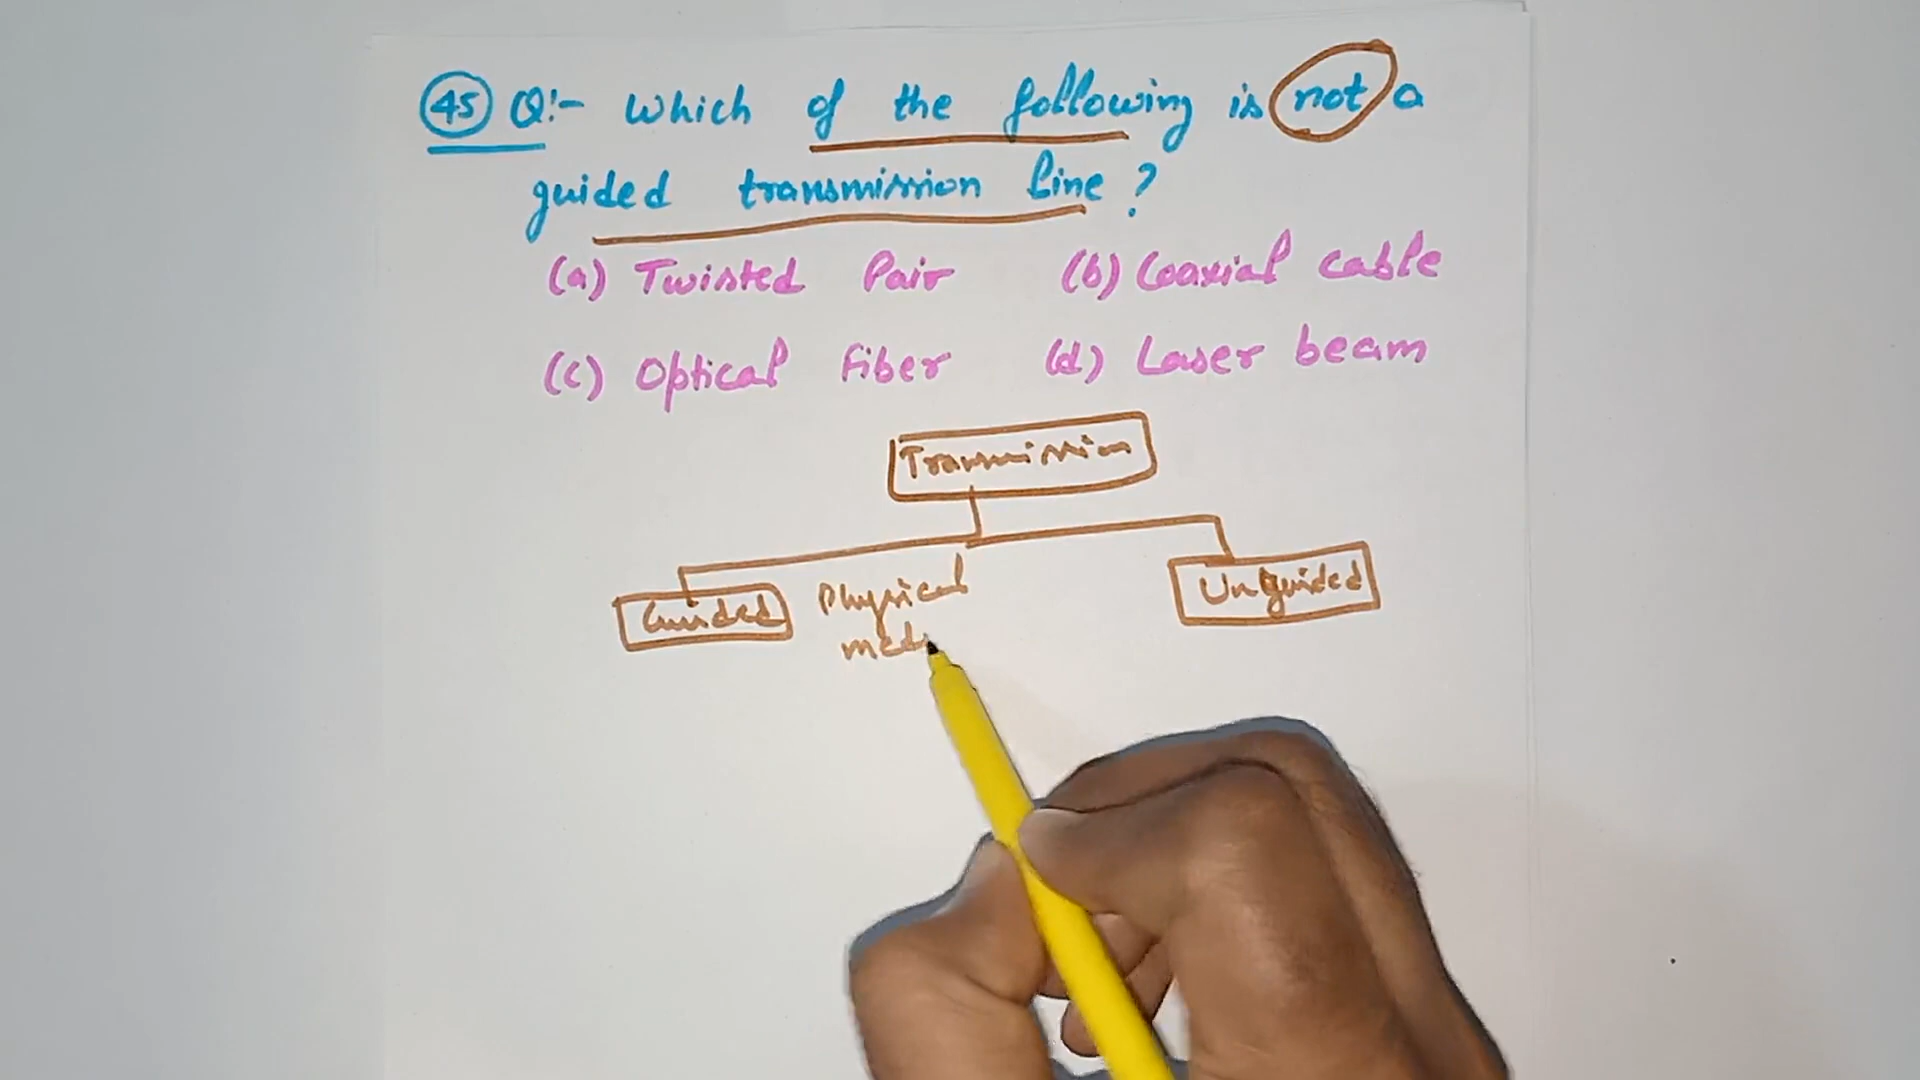 45 Q:- Which of the following is not a
guided transmission line ?
(a) Twisted Pair (b) Coaxial cable
(c) Optical Fiber (d) Laser beam
Transmission
Guided Physical Unguided
med